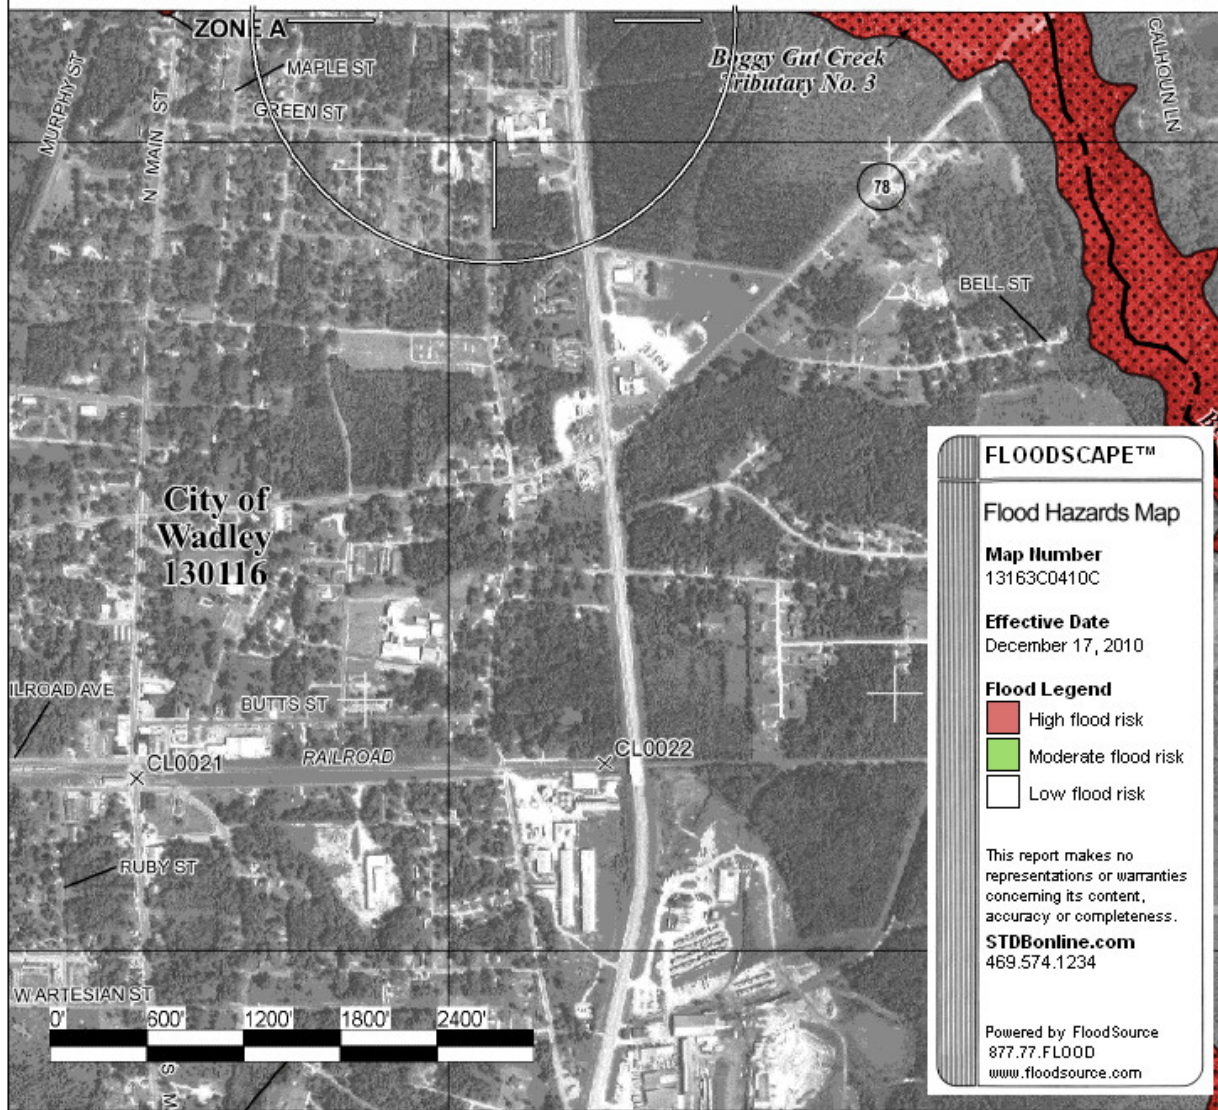 ZONE A
MURPHY ST
MAPLE ST
N MAIN ST
GREEN ST
Boggy Gut Creek
Tributary No. 3
CALHOUN LN
78
BELL ST
City of
Wadley
130116
ILROAD AVE
BUTTS ST
RAILROAD
CL0021
CL0022
RUBY ST
W ARTESIAN ST
0' 600' 1200' 1800' 2400'
S M
FLOODSCAPE™
Flood Hazards Map
Map Number
13163C0410C
Effective Date
December 17, 2010
Flood Legend
High flood risk
Moderate flood risk
Low flood risk
This report makes no
representations or warranties
concerning its content,
accuracy or completeness.
STDBonline.com
469.574.1234
Powered by FloodSource
877.77.FLOOD
www.floodsource.com